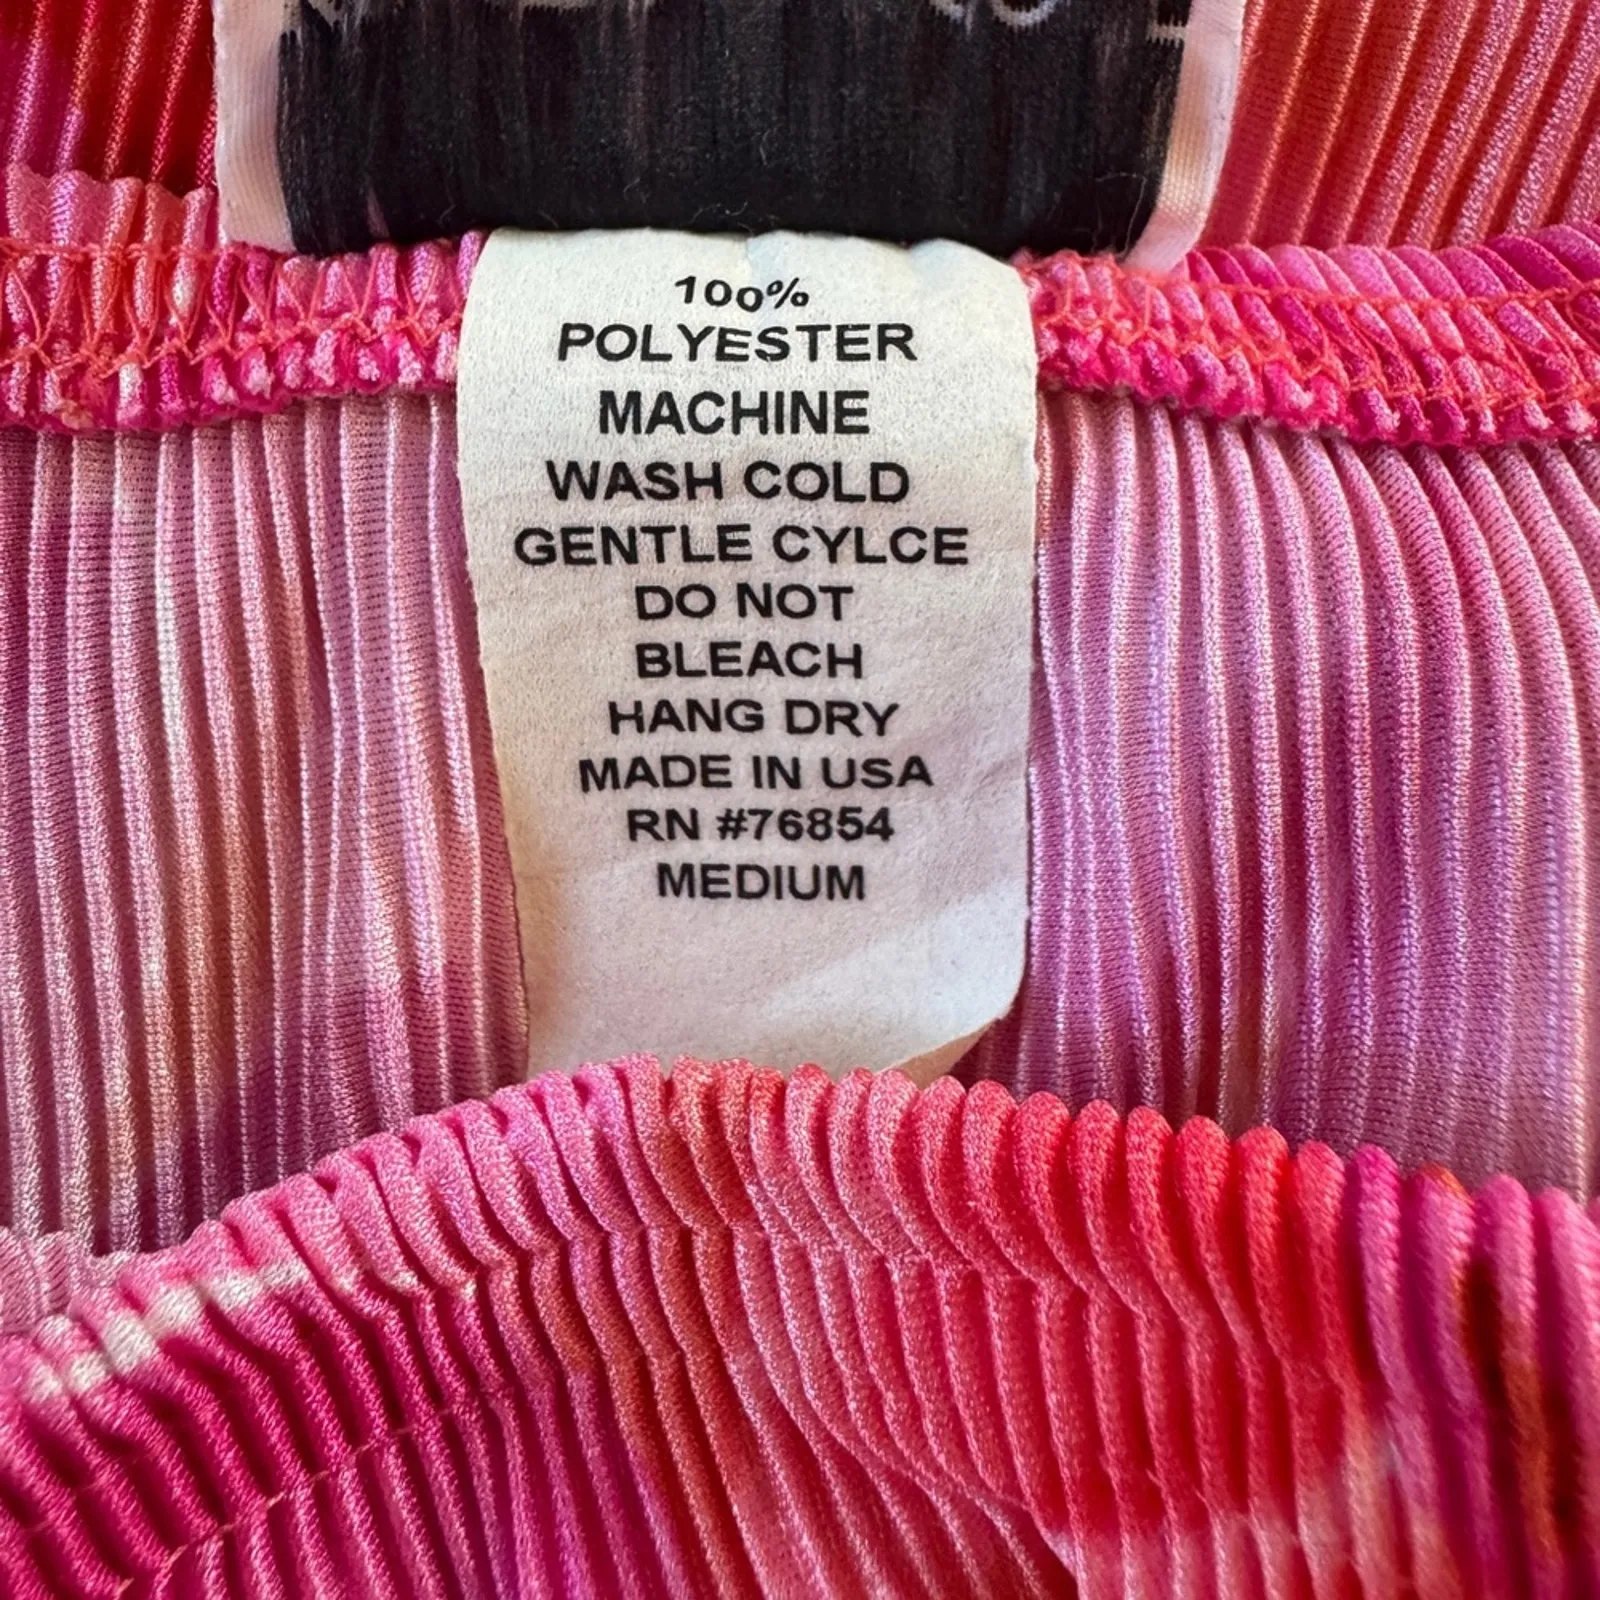 100%
POLYESTER
MACHINE
WASH COLD
GENTLE CYLCE
DO NOT
BLEACH
HANG DRY
MADE IN USA
RN #76854
MEDIUM